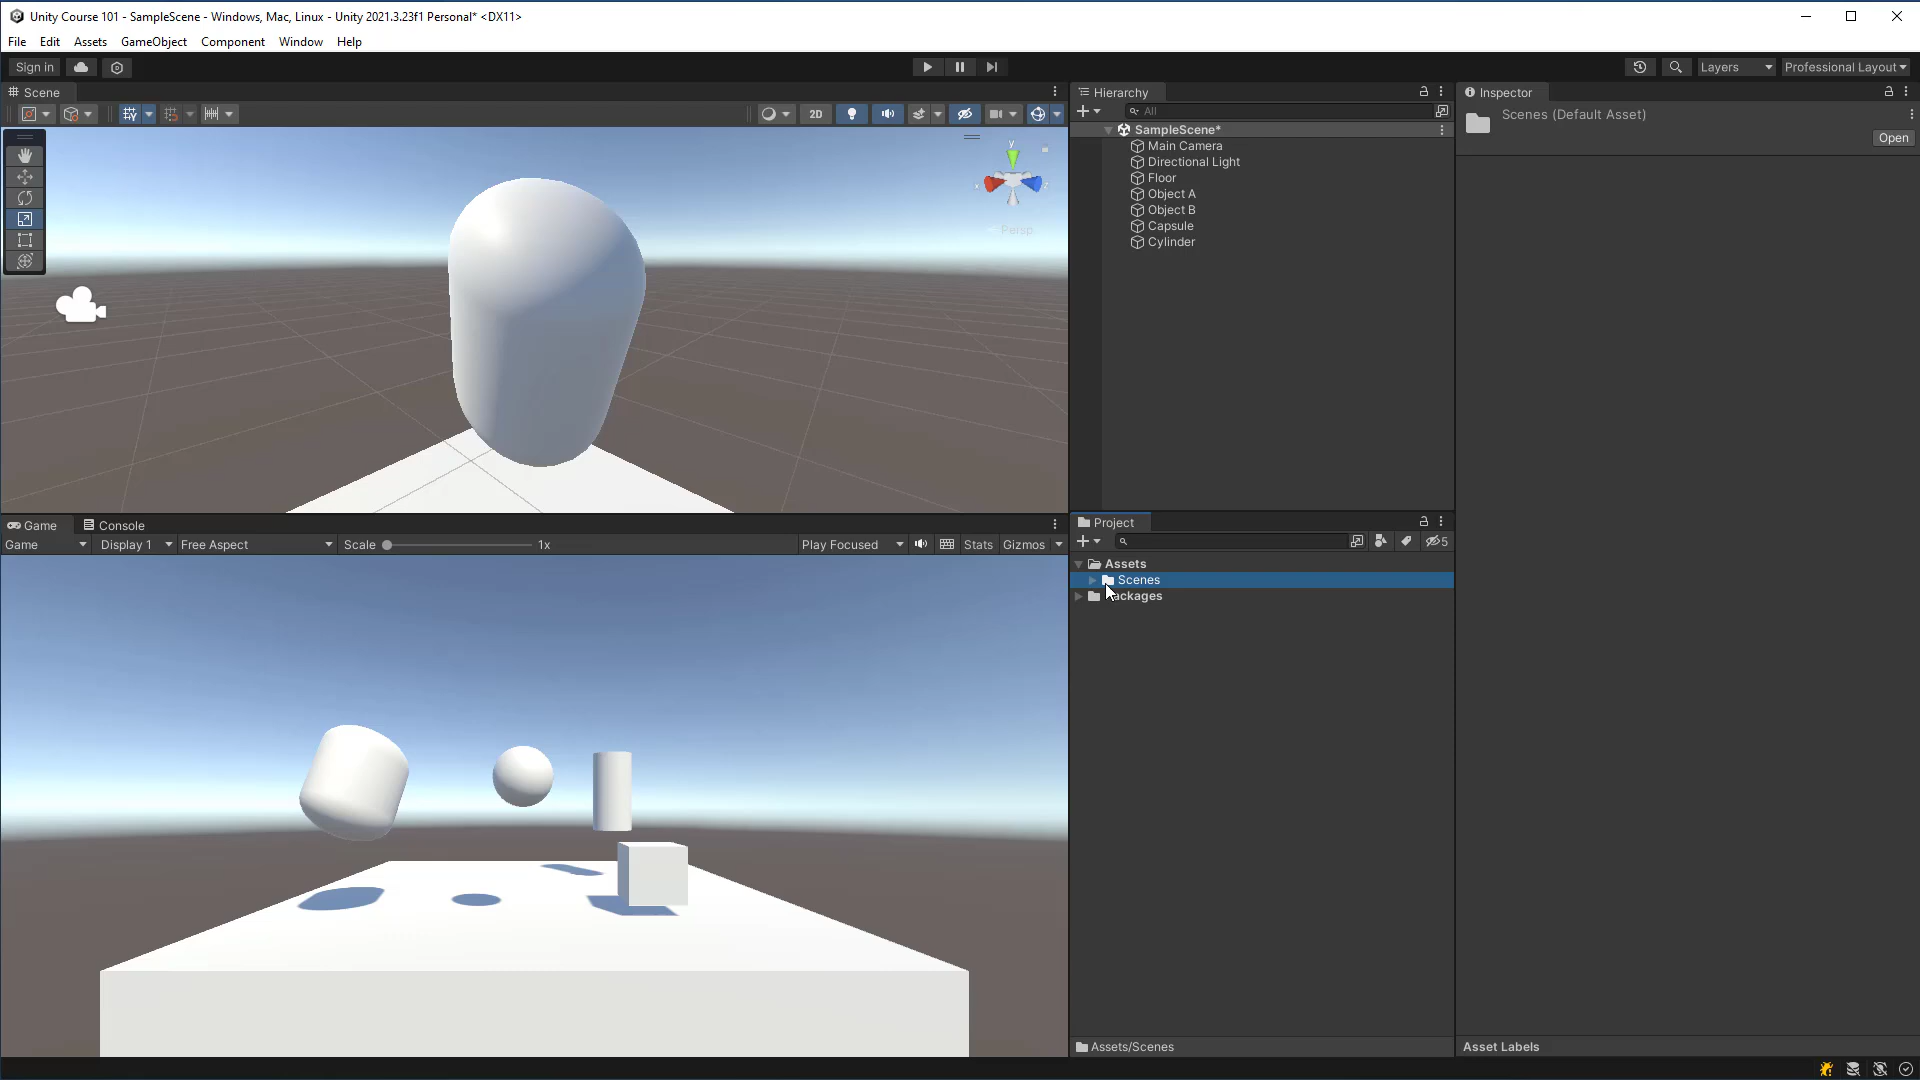 Unity Course 101 - SampleScene - Windows, Mac, Linux - Unity 2021.3.23f1 Personal* <DX11>
File Edit Assets GameObject Component Window Help
Sign in
Layers
Professional Layout
Scene
2D
y
x
z
Persp
Hierarchy
All
SampleScene*
Main Camera
Directional Light
Floor
Object A
Object B
Capsule
Cylinder
Inspector
Scenes (Default Asset)
Open
Game
Console
Game
Display 1
Free Aspect
Scale
1x
Play Focused
Stats
Gizmos
Project
5
Assets
Scenes
Assets/Scenes
Asset Labels